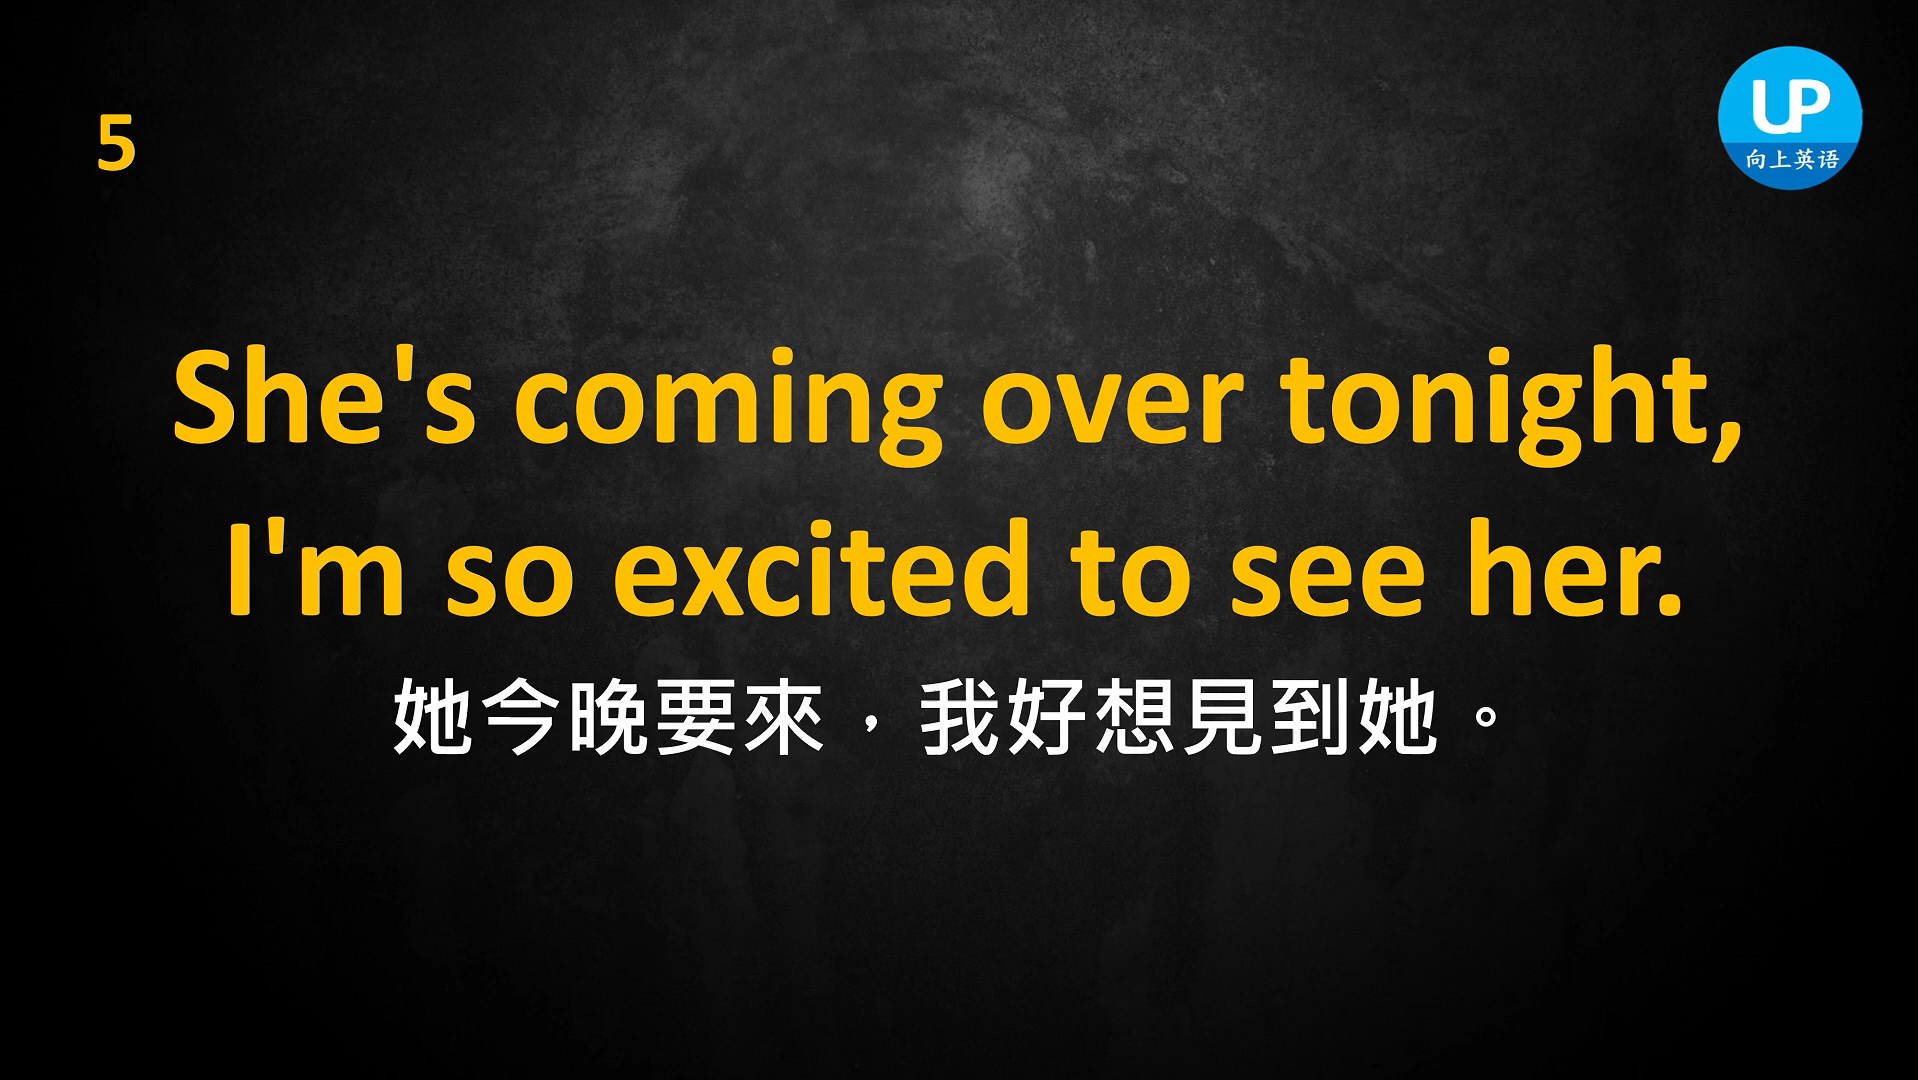 5
UP
向上英语
She's coming over tonight,
I'm so excited to see her.
她今晚要來，我好想見到她。